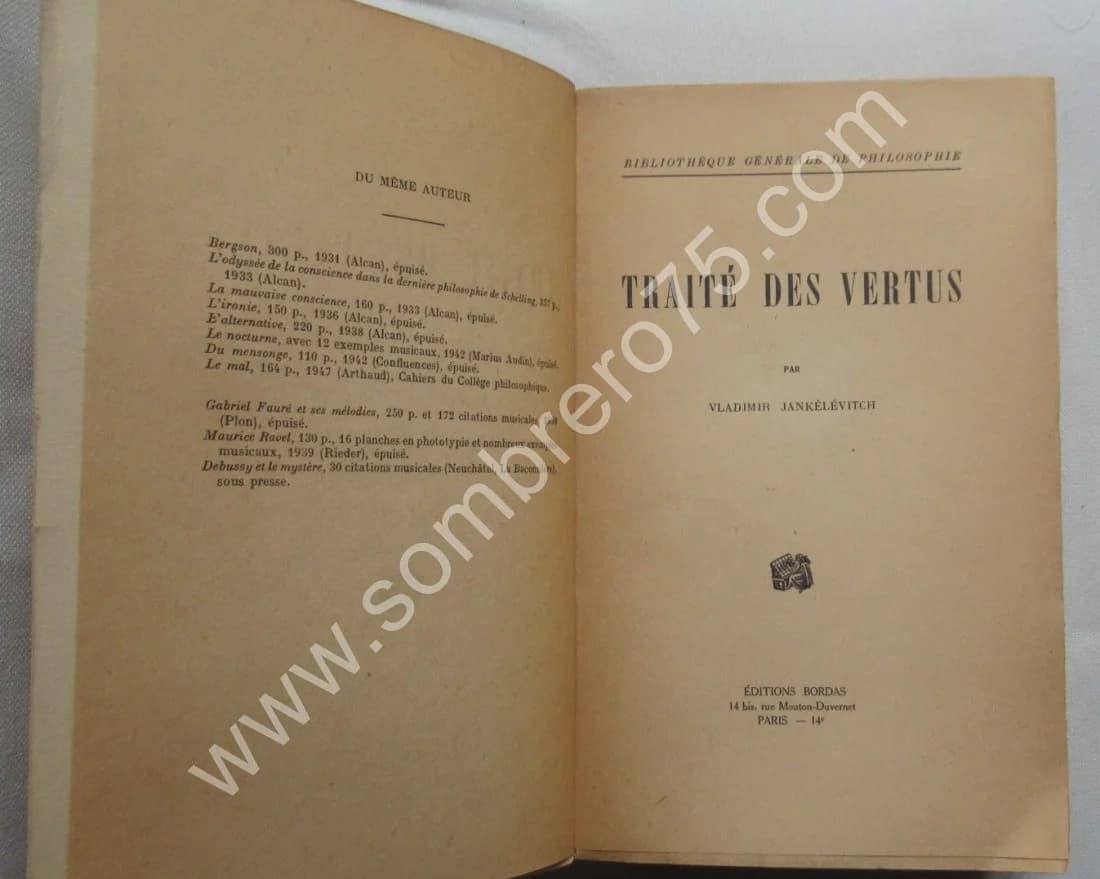 DU MÊME AUTEUR
Bergson, 300 p., 1931 (Alcan), épuisé.
L'odyssée de la conscience dans la dernière philosophie de Schelling, 357 p.,
1933 (Alcan).
La mauvaise conscience, 160 p., 1933 (Alcan), épuisé.
L'ironie, 150 p., 1936 (Alcan), épuisé.
L'alternative, 220 p., 1938 (Alcan), épuisé.
Le nocturne, avec 12 exemples musicaux, 1942 (Marius Audin), épuisé.
Du mensonge, 110 p., 1942 (Confluences), épuisé.
Le mal, 164 p., 1947 (Arthaud), Cahiers du Collège philosophique.
Gabriel Fauré et ses mélodies, 250 p. et 172 citations musicales,
(Plon), épuisé.
Maurice Ravel, 130 p., 16 planches en phototypie et nombreux exemples
musicaux, 1939 (Rieder), épuisé.
Debussy et le mystère, 30 citations musicales (Neuchâtel, La Baconnière),
sous presse.
BIBLIOTHÈQUE GÉNÉRALE DE PHILOSOPHIE
TRAITÉ DES VERTUS
PAR
VLADIMIR JANKÉLÉVITCH
ÉDITIONS BORDAS
14 bis, rue Mouton-Duvernet
PARIS — 14e
www.sombrero75.com